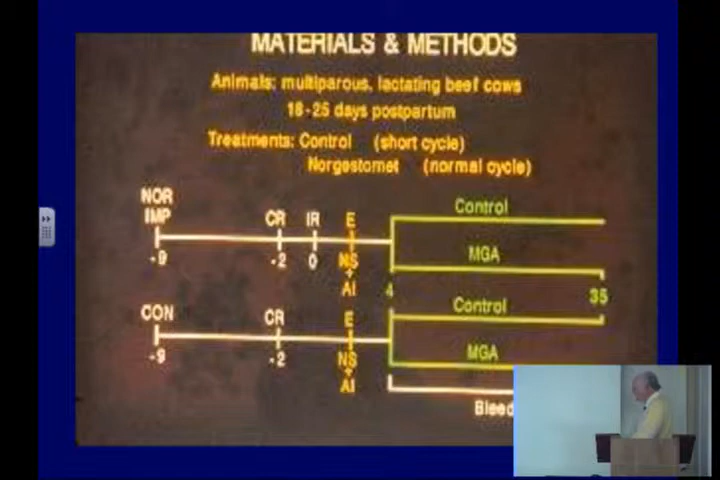 MATERIALS & METHODS
Animals: multiparous, lactating beef cows
18-25 days postpartum
Treatments: Control (short cycle)
Norgestomet (normal cycle)
NOR
IMP
CR IR E
Control
-9 -2 0 NS
+
AI
MGA
4 35
CON CR E
Control
-9 -2 NS
+
AI
MGA
Bleed